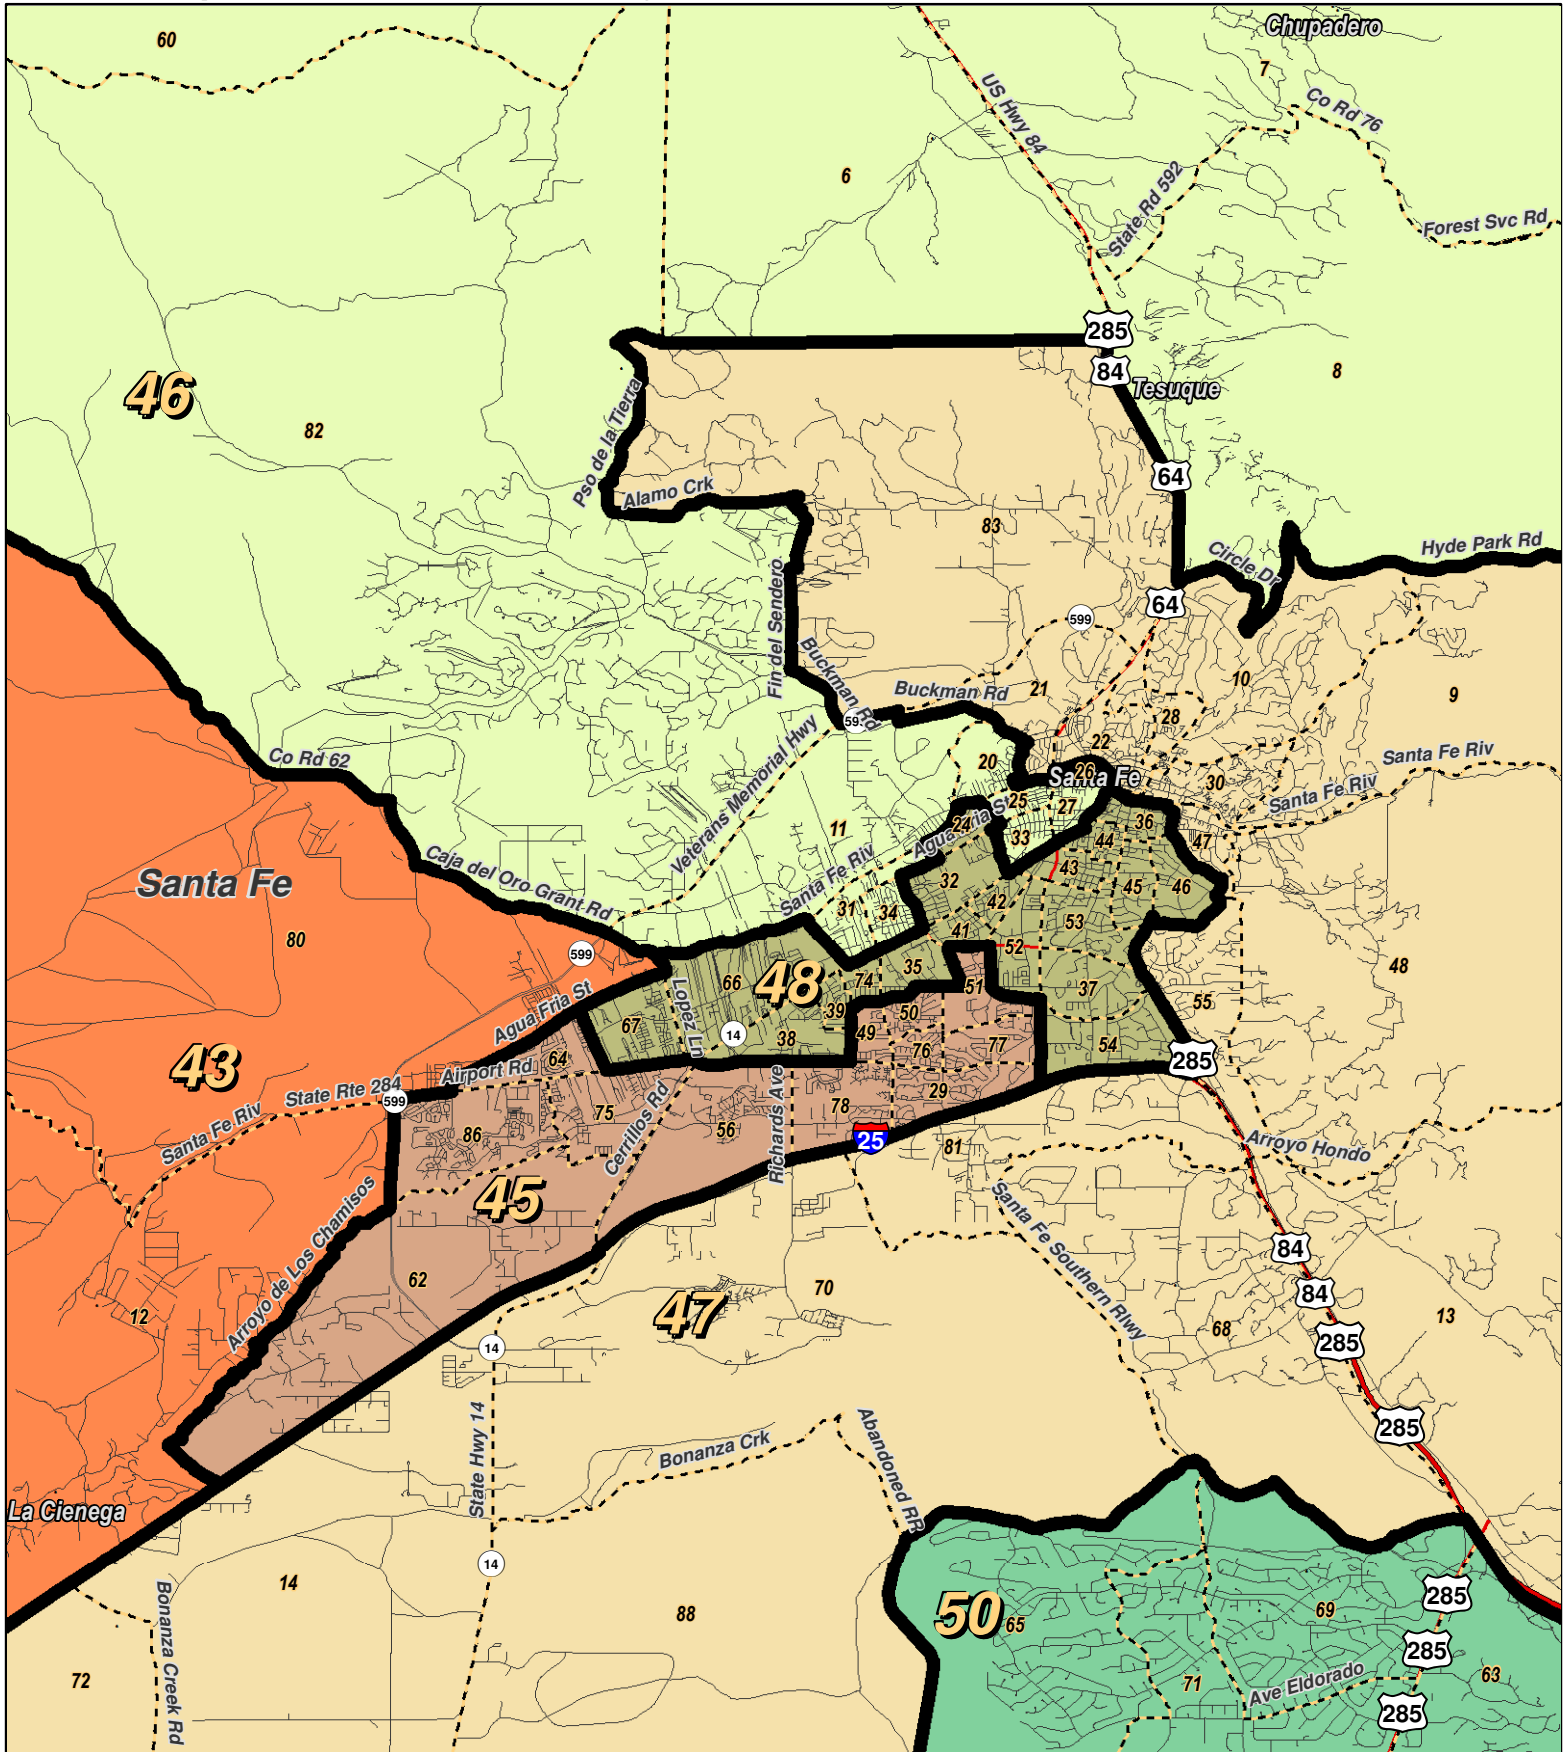 Chupadero
60
7
US Hwy 84
Co Rd 76
6
State Rd 592
Forest Svc Rd
285
84
Tesuque
8
46
82
Pso de la Tierra
Alamo Crk
64
83
Circle Dr
Hyde Park Rd
Fin del Sendero
64
599
Buckman Rd
Buckman Rd
21
10
9
28
22
Co Rd 62
Veterans Memorial Hwy
20
Santa Fe
26
30
Santa Fe Riv
Santa Fe Riv
25
27
24
Agua Fria St
11
33
36
47
44
Caja del Oro Grant Rd
Santa Fe Riv
32
43
45
46
Santa Fe
31
34
42
53
41
52
80
599
48
35
66
48
74
51
37
55
Lopez Ln
67
39
50
Agua Fria St
14
38
49
76
77
54
285
43
64
Airport Rd
State Rte 284
599
29
75
78
Santa Fe Riv
86
56
Cerrillos Rd
Richards Ave
25
81
Arroyo Hondo
45
Arroyo de Los Chamisos
Santa Fe Southern Rlwy
84
62
70
84
47
12
68
13
285
14
285
State Hwy 14
Bonanza Crk
Abandoned RR
La Cienega
14
14
Bonanza Creek Rd
88
50
65
69
285
285
72
71
Ave Eldorado
63
285